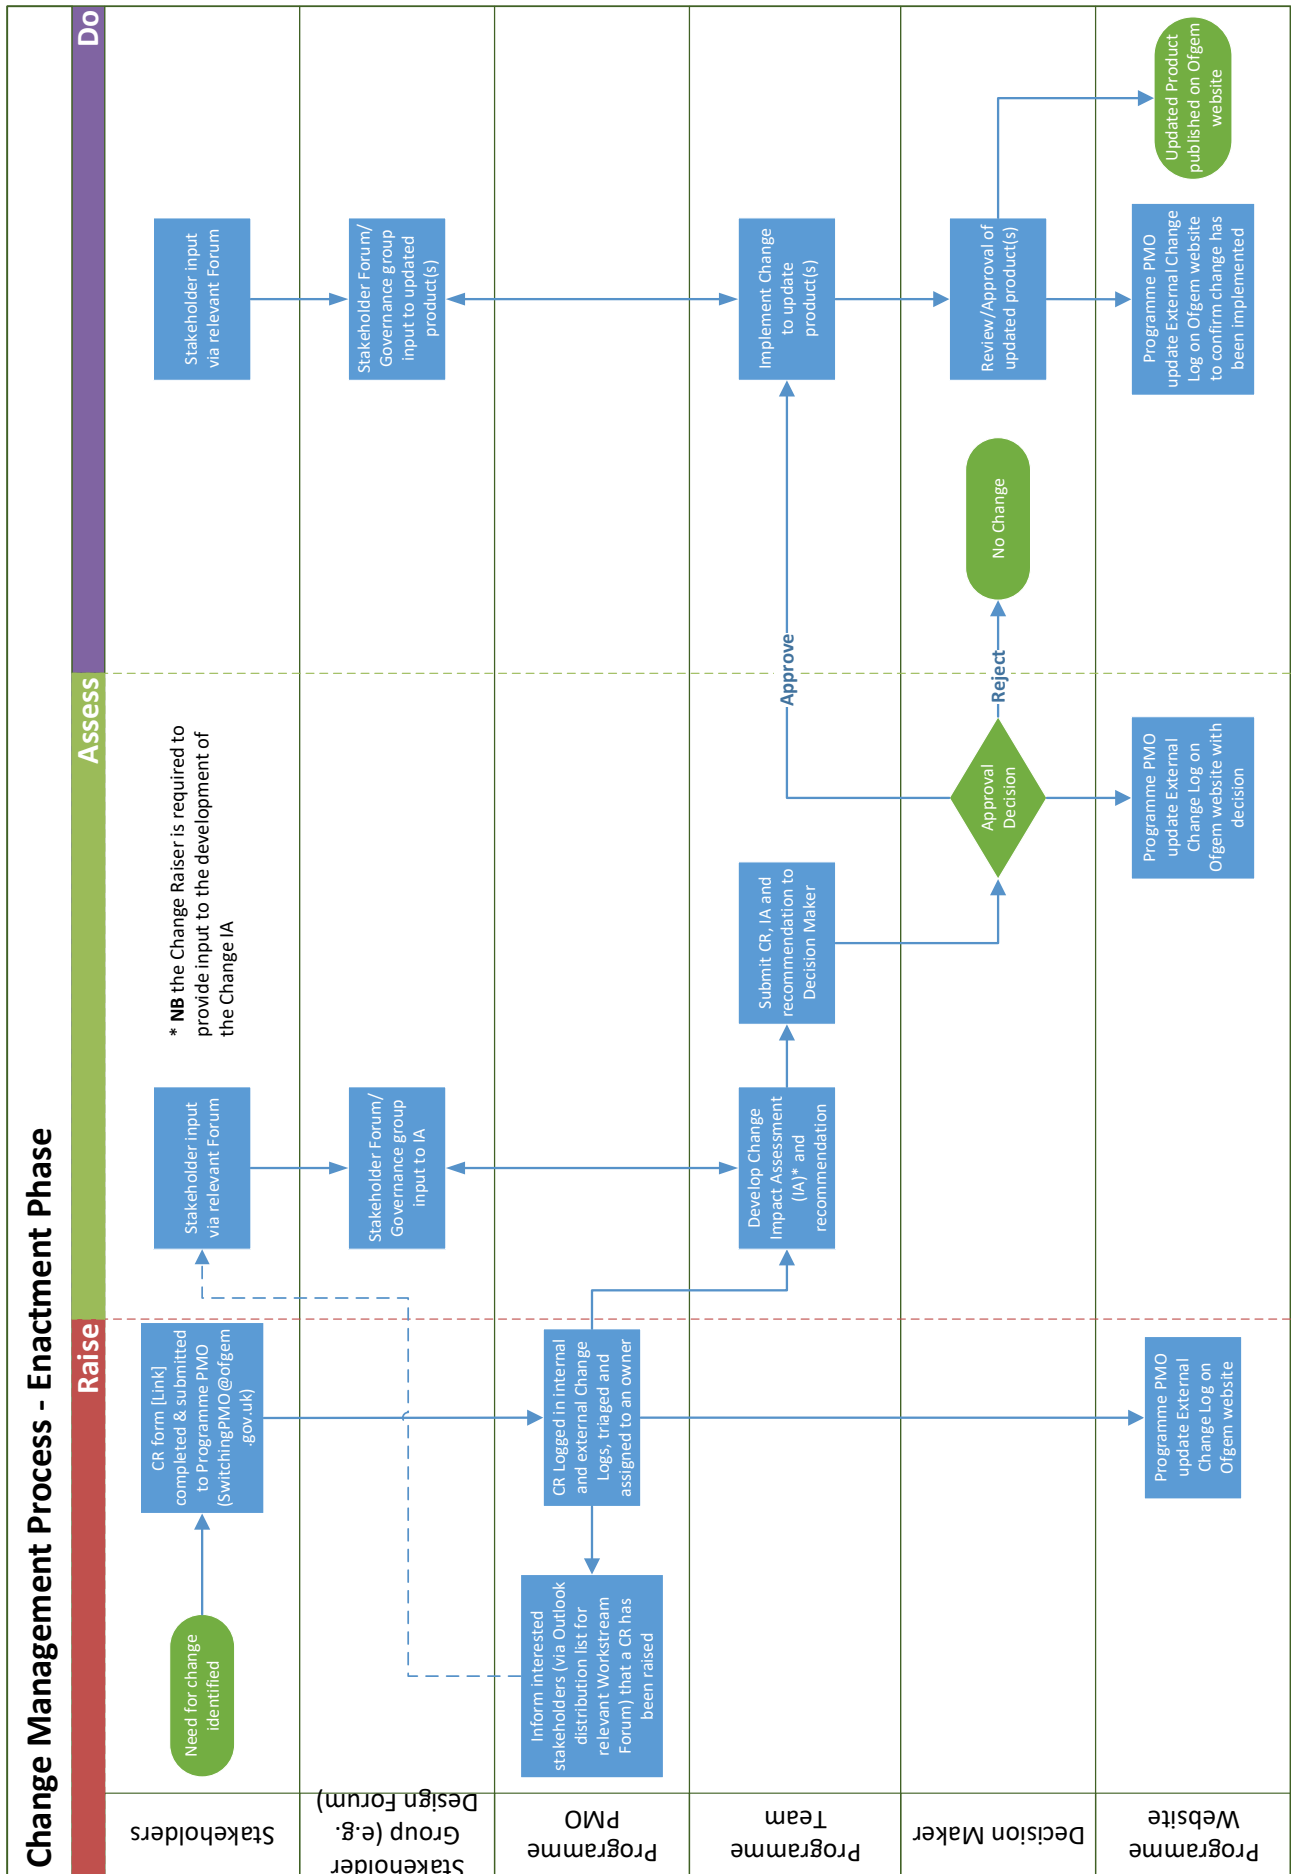 Change Management Process - Enactment Phase
Raise
Assess
Do
Stakeholders
Need for change
identified
CR form [Link]
completed & submitted
to Programme PMO
(SwitchingPMO@ofgem
.gov.uk)
Stakeholder input
via relevant Forum
* NB the Change Raiser is required to
provide input to the development of
the Change IA
Stakeholder input
via relevant Forum
Stakeholder
Group (e.g.
Design Forum)
Stakeholder Forum/
Governance group
input to IA
Stakeholder Forum/
Governance group
input to updated
product(s)
Programme
PMO
Inform interested
stakeholders (via Outlook
distribution list for
relevant Workstream
Forum) that a CR has
been raised
CR Logged in internal
and external Change
Logs, triaged and
assigned to an owner
Programme
Team
Develop Change
Impact Assessment
(IA)* and
recommendation
Submit CR, IA and
recommendation to
Decision Maker
Approve
Implement Change
to update
product(s)
Decision Maker
Approval
Decision
Reject
No Change
Review/Approval of
updated product(s)
Programme
Website
Programme PMO
update External
Change Log on
Ofgem website
Programme PMO
update External
Change Log on
Ofgem website with
decision
Programme PMO
update External Change
Log on Ofgem website
to confirm change has
been implemented
Updated Product
published on Ofgem
website